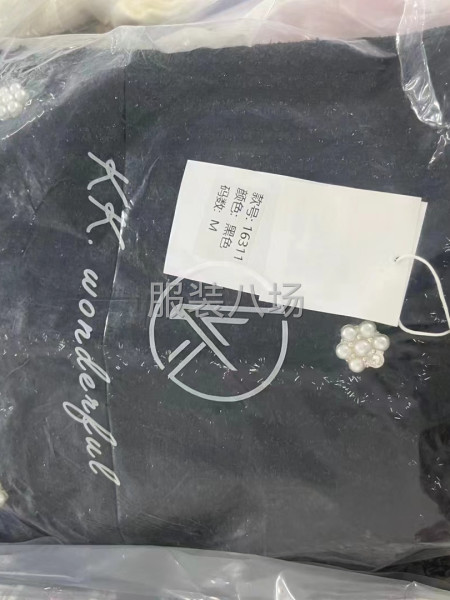 款号: 16311
颜色: 黑色
码数: M
KK. wonderful
服装八场